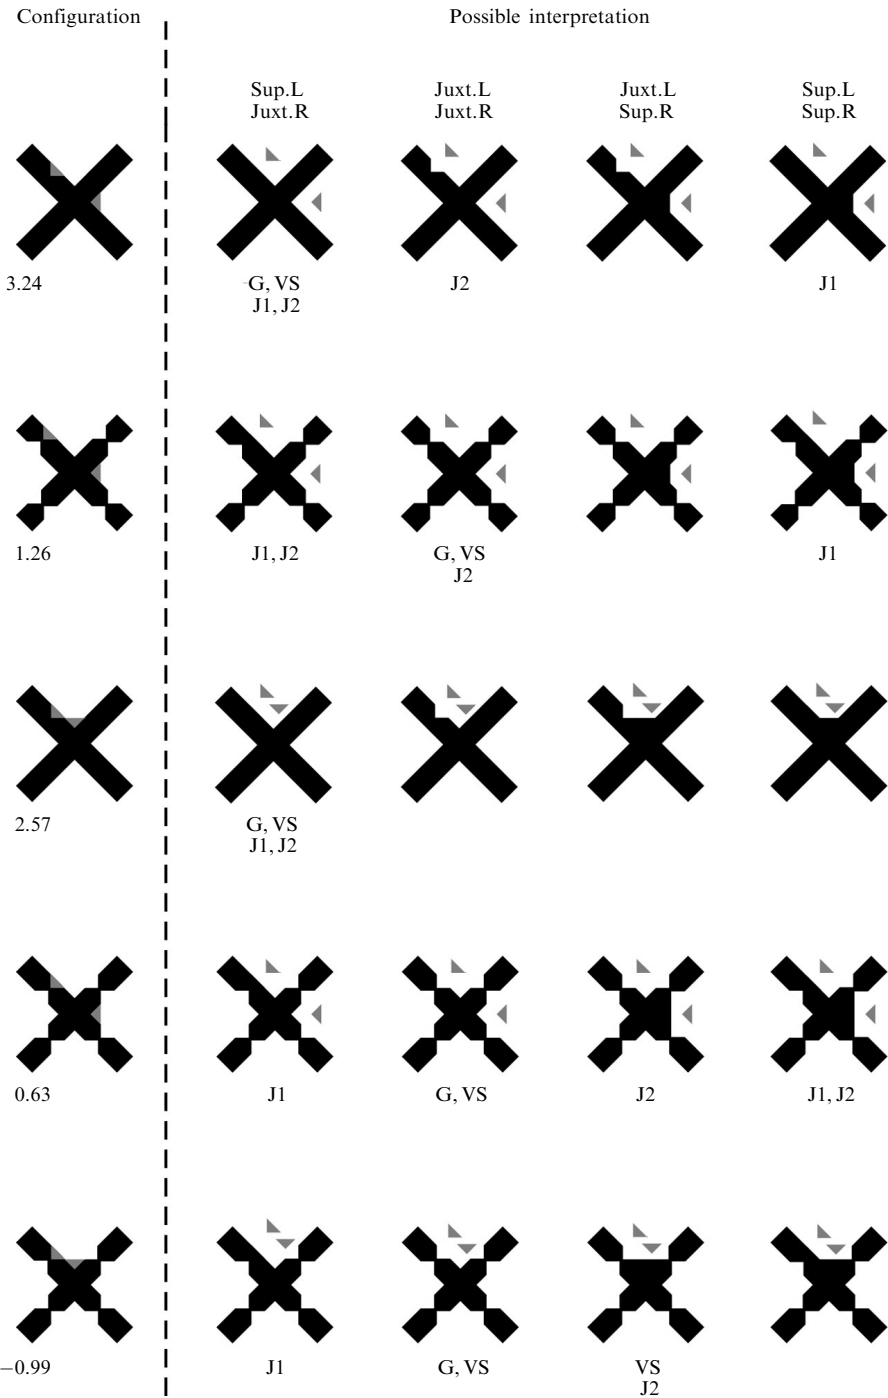 Configuration Possible interpretation
Sup.L Juxt.L Juxt.L Sup.L
Juxt.R Juxt.R Sup.R Sup.R
3.24 G, VS J2 J1
J1, J2
1.26 J1, J2 G, VS J1
J2
2.57 G, VS
J1, J2
0.63 J1 G, VS J2 J1, J2
−0.99 J1 G, VS VS
J2